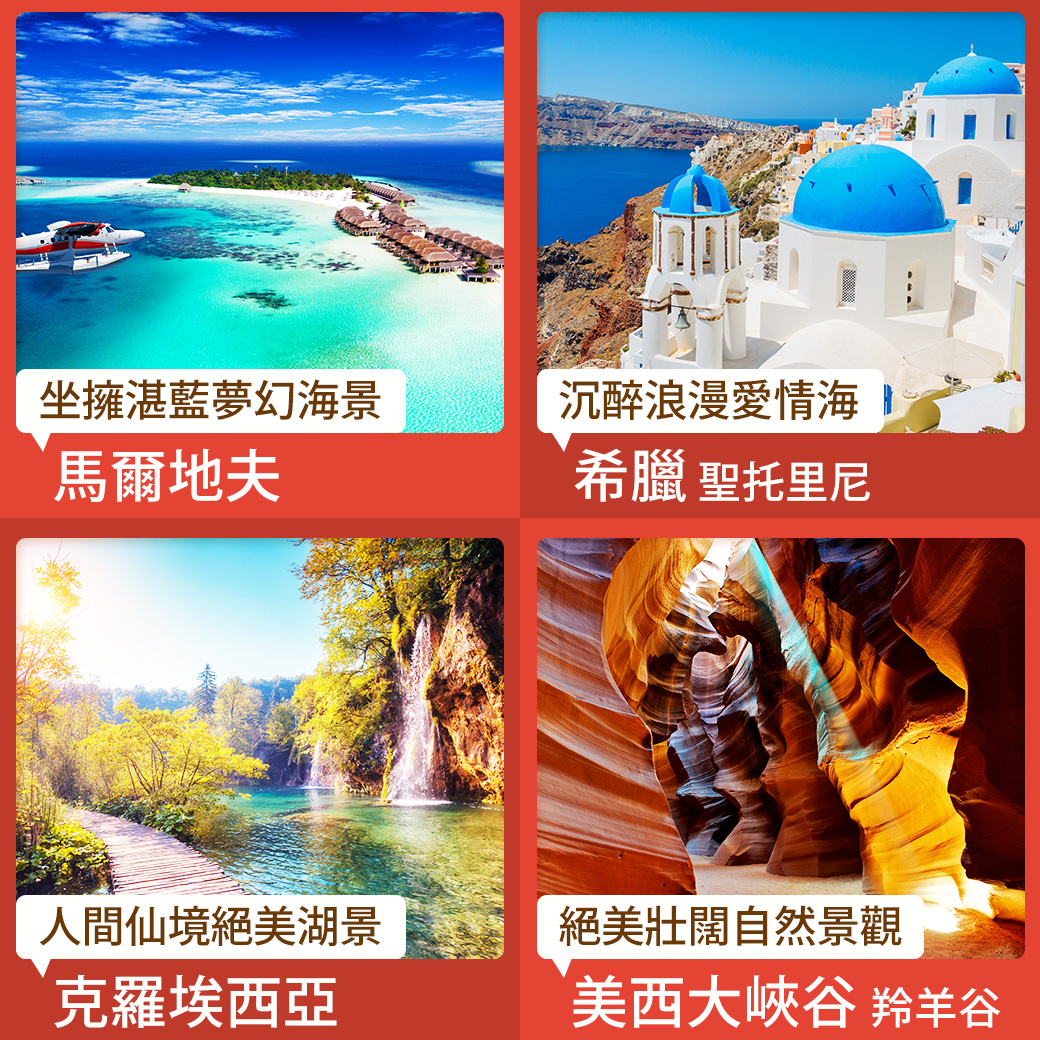 坐擁湛藍夢幻海景
馬爾地夫
沉醉浪漫愛情海
希臘 聖托里尼
人間仙境絕美湖景
克羅埃西亞
絕美壯闊自然景觀
美西大峽谷 羚羊谷